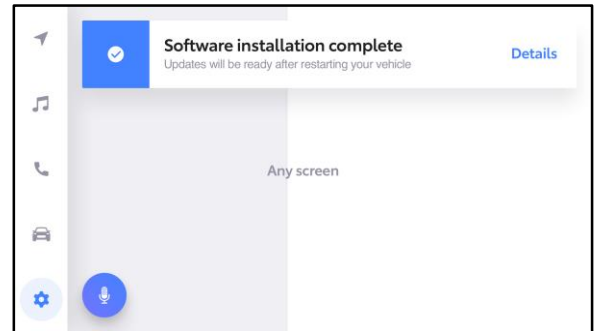 Software installation complete
Updates will be ready after restarting your vehicle
Details
Any screen